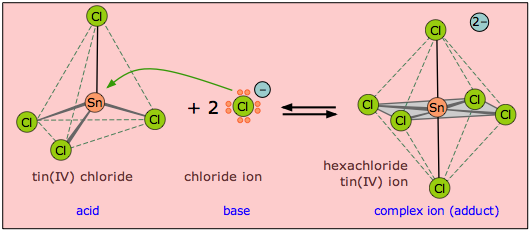 Cl
Cl
2–
Sn
+ 2
Cl
–
Cl
Sn
Cl
Cl
Cl
Cl
Cl
Cl
Cl
tin(IV) chloride
chloride ion
hexachloride
tin(IV) ion
Cl
acid
base
complex ion (adduct)